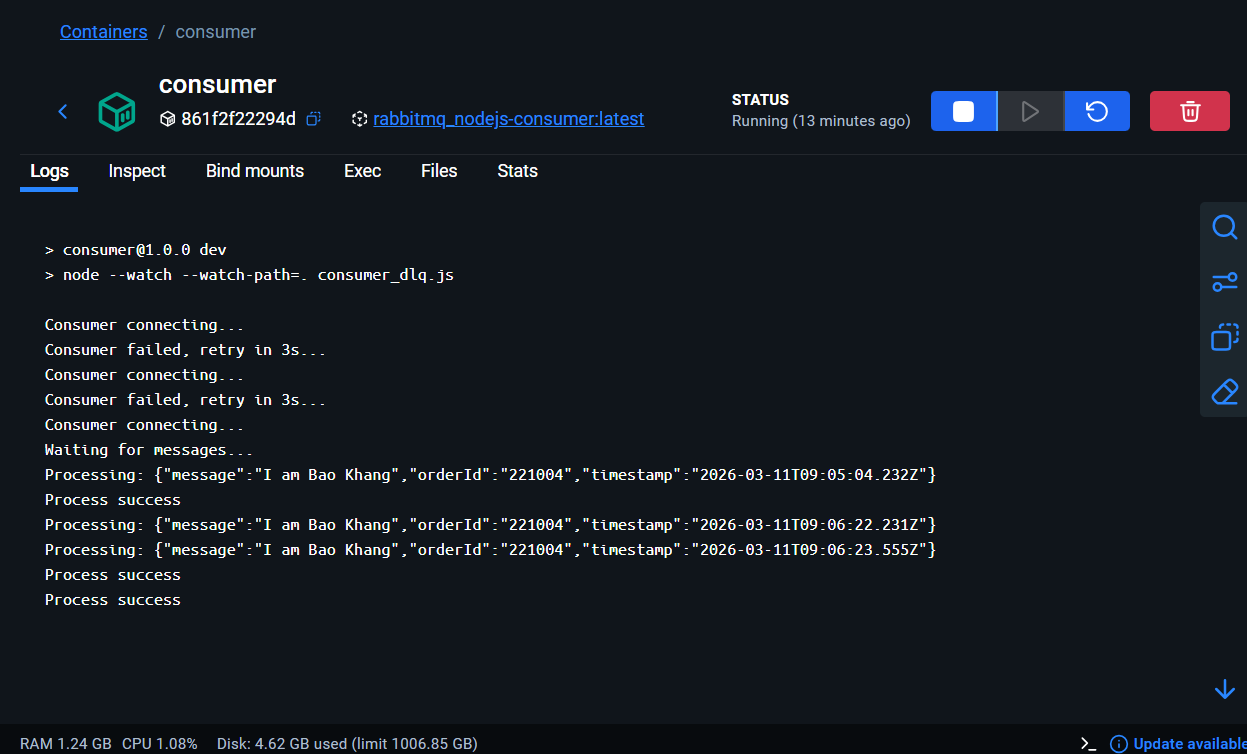 Containers / consumer
consumer
861f2f22294d rabbitmq_nodejs-consumer:latest
STATUS
Running (13 minutes ago)
Logs Inspect Bind mounts Exec Files Stats
> consumer@1.0.0 dev
> node --watch --watch-path=. consumer_dlq.js
Consumer connecting...
Consumer failed, retry in 3s...
Consumer connecting...
Consumer failed, retry in 3s...
Consumer connecting...
Waiting for messages...
Processing: {"message":"I am Bao Khang","orderId":"221004","timestamp":"2026-03-11T09:05:04.232Z"}
Process success
Processing: {"message":"I am Bao Khang","orderId":"221004","timestamp":"2026-03-11T09:06:22.231Z"}
Processing: {"message":"I am Bao Khang","orderId":"221004","timestamp":"2026-03-11T09:06:23.555Z"}
Process success
Process success
RAM 1.24 GB CPU 1.08% Disk: 4.62 GB used (limit 1006.85 GB) >_ Update available